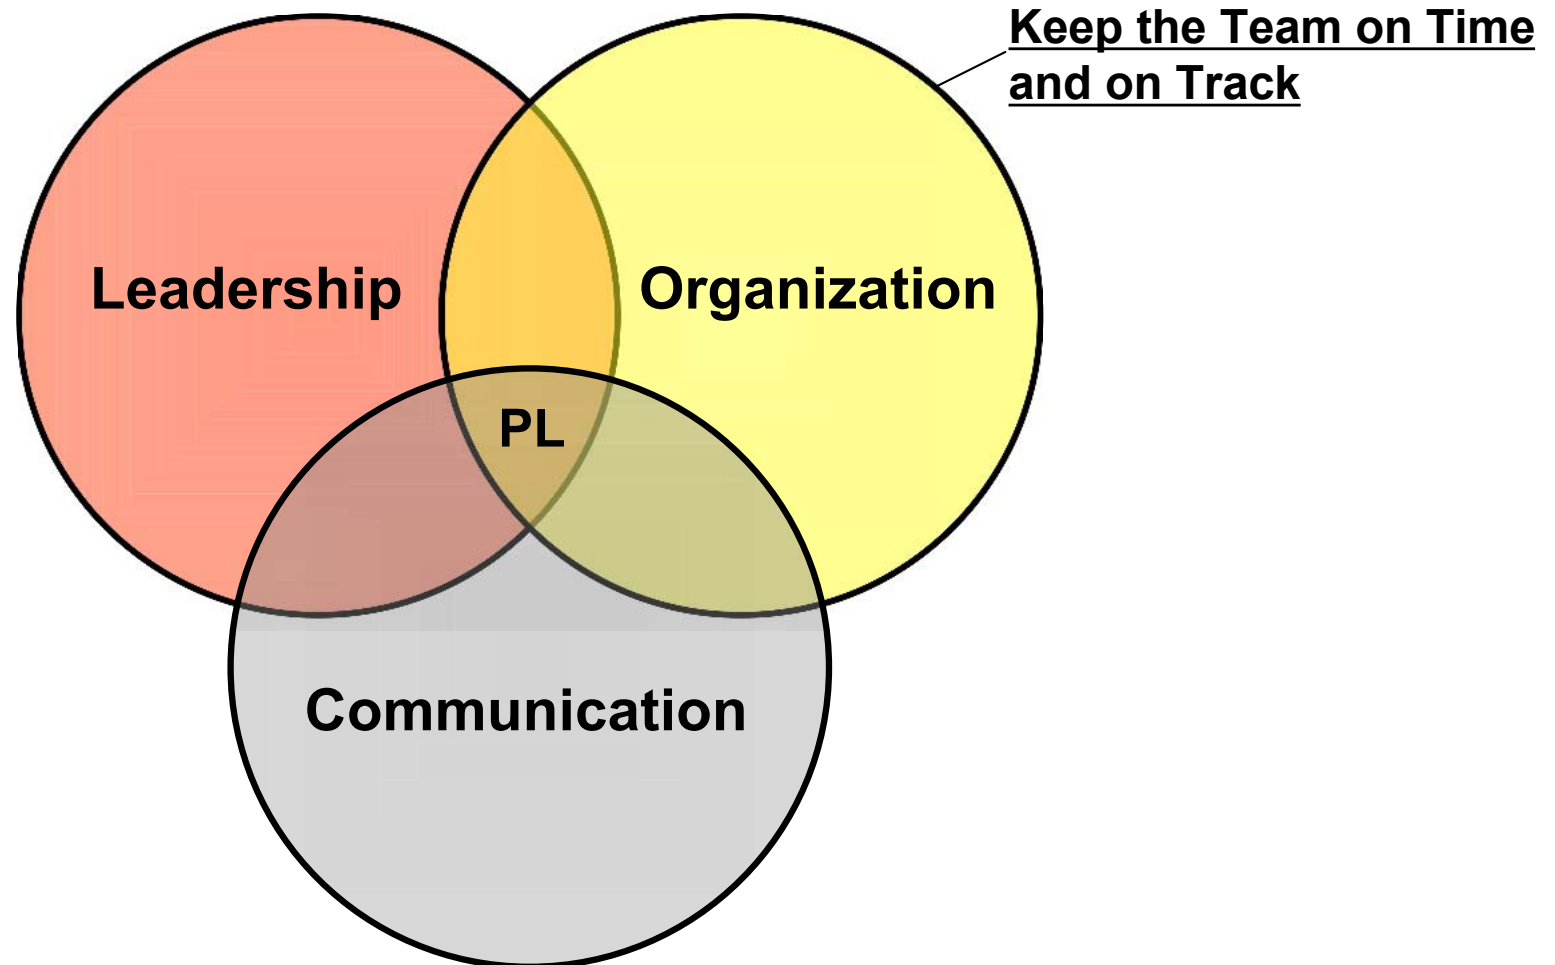 Keep the Team on Time
and on Track
Leadership
Organization
PL
Communication